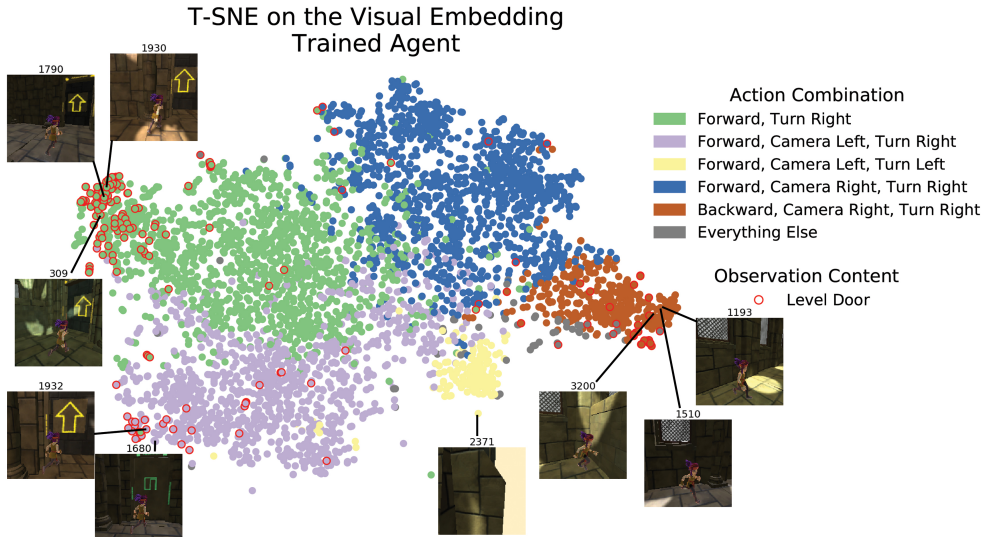 T-SNE on the Visual Embedding
Trained Agent
1930
1790
Action Combination
Forward, Turn Right
Forward, Camera Left, Turn Right
Forward, Camera Left, Turn Left
Forward, Camera Right, Turn Right
Backward, Camera Right, Turn Right
Everything Else
Observation Content
Level Door
309
1193
1932
3200
1510
1680
2371